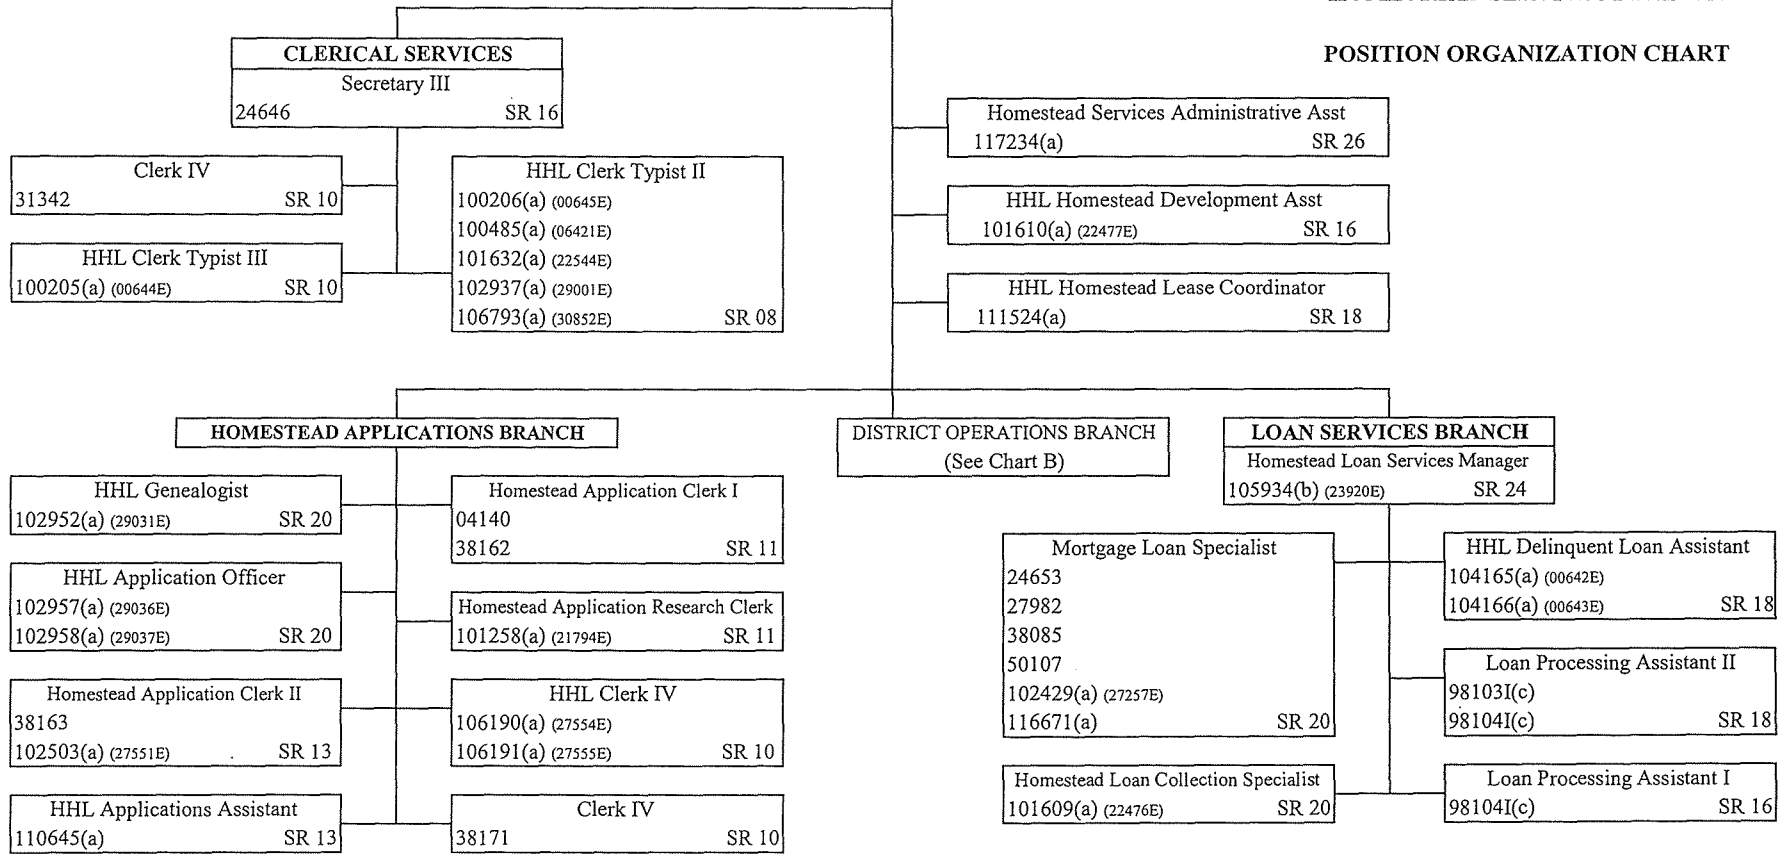 POSITION ORGANIZATION CHART
CLERICAL SERVICES
Secretary III
24646 SR 16
Clerk IV
31342 SR 10
HHL Clerk Typist III
100205(a) (00644E) SR 10
HHL Clerk Typist II
100206(a) (00645E)
100485(a) (06421E)
101632(a) (22544E)
102937(a) (29001E)
106793(a) (30852E) SR 08
Homestead Services Administrative Asst
117234(a) SR 26
HHL Homestead Development Asst
101610(a) (22477E) SR 16
HHL Homestead Lease Coordinator
111524(a) SR 18
HOMESTEAD APPLICATIONS BRANCH
HHL Genealogist
102952(a) (29031E) SR 20
HHL Application Officer
102957(a) (29036E)
102958(a) (29037E) SR 20
Homestead Application Clerk II
38163
102503(a) (27551E) SR 13
HHL Applications Assistant
110645(a) SR 13
Homestead Application Clerk I
04140
38162 SR 11
Homestead Application Research Clerk
101258(a) (21794E) SR 11
HHL Clerk IV
106190(a) (27554E)
106191(a) (27555E) SR 10
Clerk IV
38171 SR 10
DISTRICT OPERATIONS BRANCH
(See Chart B)
LOAN SERVICES BRANCH
Homestead Loan Services Manager
105934(b) (23920E) SR 24
Mortgage Loan Specialist
24653
27982
38085
50107
102429(a) (27257E)
116671(a) SR 20
Homestead Loan Collection Specialist
101609(a) (22476E) SR 20
HHL Delinquent Loan Assistant
104165(a) (00642E)
104166(a) (00643E) SR 18
Loan Processing Assistant II
98103I(c)
98104I(c) SR 18
Loan Processing Assistant I
98104I(c) SR 16